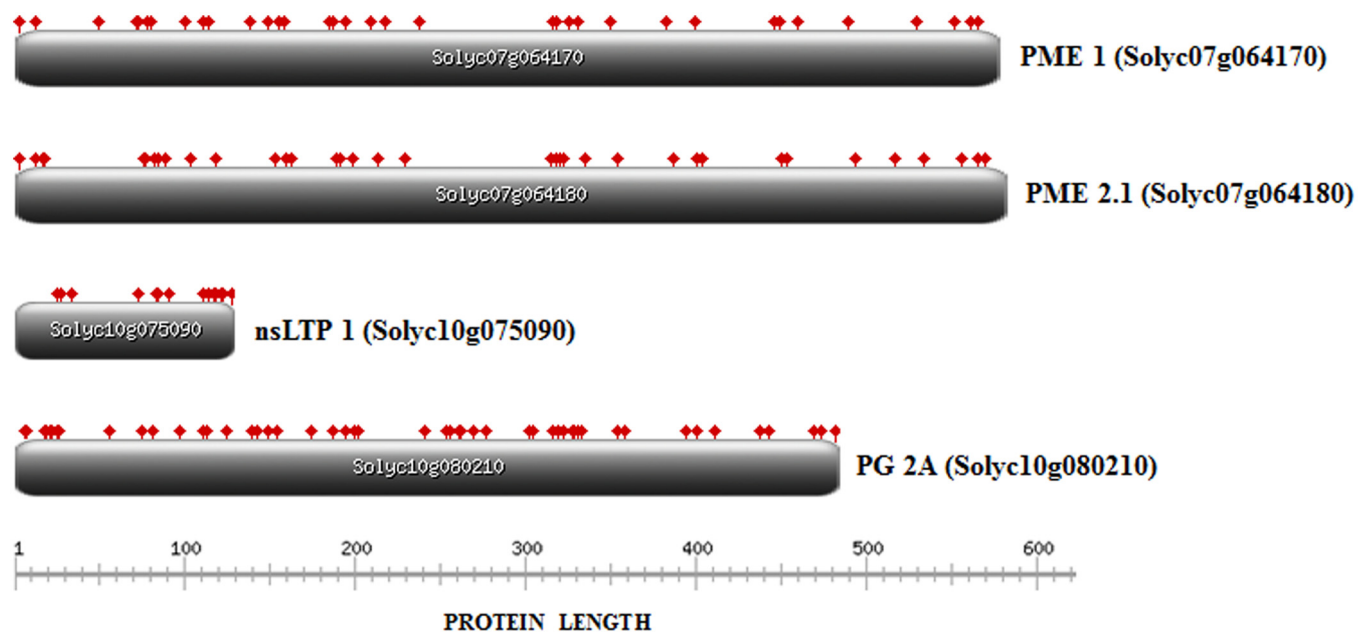 Solyc07g064170
PME 1 (Solyc07g064170)
Solyc07g064180
PME 2.1 (Solyc07g064180)
Solyc10g075090
nsLTP 1 (Solyc10g075090)
Solyc10g080210
PG 2A (Solyc10g080210)
1 100 200 300 400 500 600
PROTEIN LENGTH